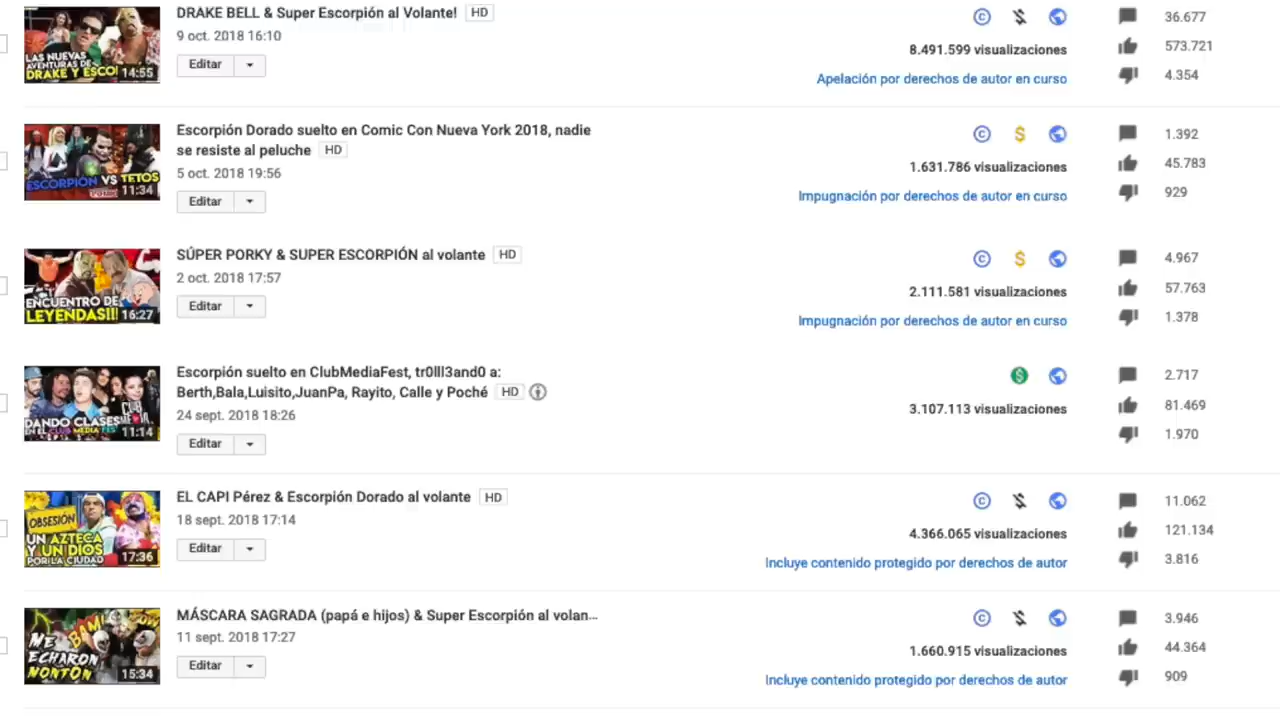 DRAKE BELL & Super Escorpión al Volante! HD
9 oct. 2018 16:10
Editar
LAS NUEVAS
AVENTURAS DE
DRAKE Y ESCO!
14:55
8.491.599 visualizaciones
Apelación por derechos de autor en curso
36.677
573.721
4.354
Escorpión Dorado suelto en Comic Con Nueva York 2018, nadie
se resiste al peluche HD
5 oct. 2018 19:56
Editar
ESCORPION VS TETOS
11:34
1.631.786 visualizaciones
Impugnación por derechos de autor en curso
1.392
45.783
929
SÚPER PORKY & SUPER ESCORPIÓN al volante HD
2 oct. 2018 17:57
Editar
ENCUENTRO DE
LEYENDAS!!!
16:27
2.111.581 visualizaciones
Impugnación por derechos de autor en curso
4.967
57.763
1.378
Escorpión suelto en ClubMediaFest, tr0lll3and0 a:
Berth,Bala,Luisito,JuanPa, Rayito, Calle y Poché HD
24 sept. 2018 18:26
Editar
DANDO CLASES
EN EL CLUB MEDIA FEST
11:14
3.107.113 visualizaciones
2.717
81.469
1.970
EL CAPI Pérez & Escorpión Dorado al volante HD
18 sept. 2018 17:14
Editar
OBSESIÓN
UN AZTECA
Y UN DIOS
POR LA CIUDAD
17:36
4.366.065 visualizaciones
Incluye contenido protegido por derechos de autor
11.062
121.134
3.816
MÁSCARA SAGRADA (papá e hijos) & Super Escorpión al volan...
11 sept. 2018 17:27
Editar
ME
ECHARON
MONTÓN
BAM!
15:34
1.660.915 visualizaciones
Incluye contenido protegido por derechos de autor
3.946
44.364
909